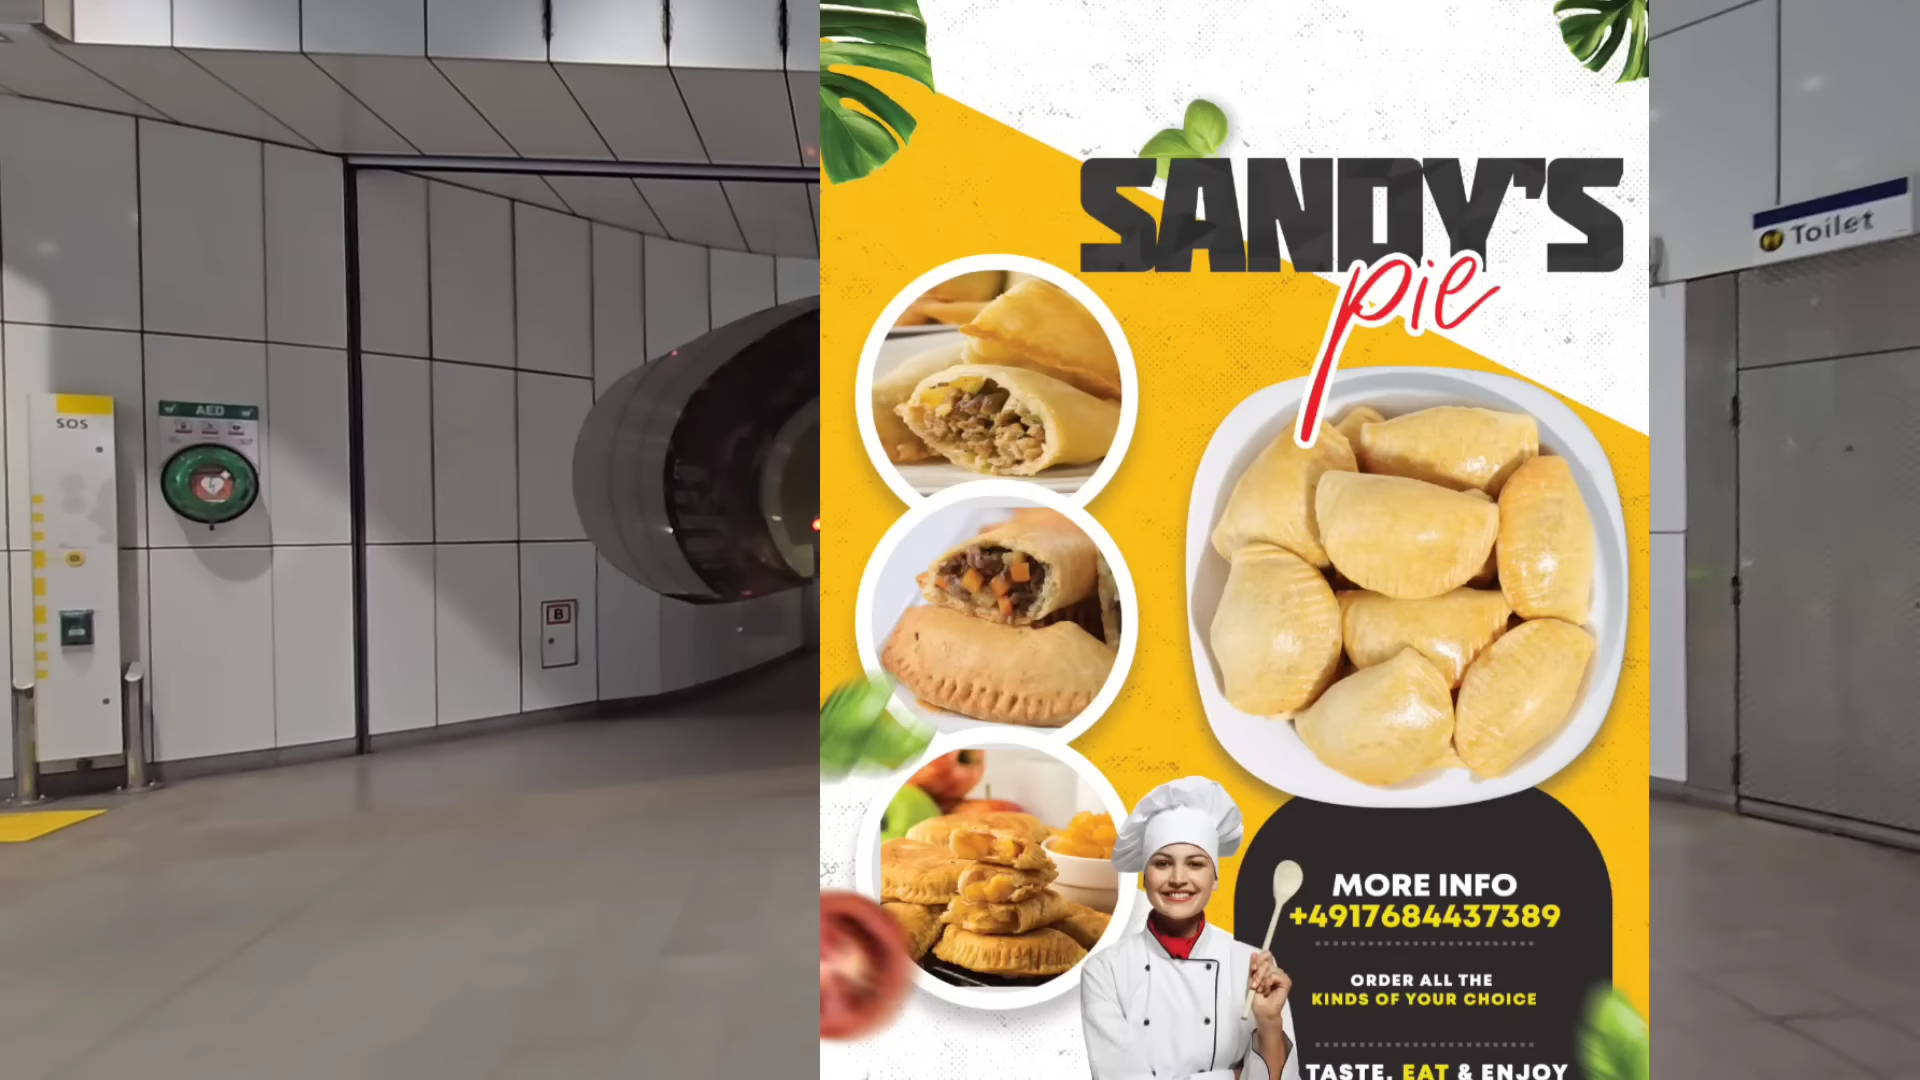 SOS
AED
B
SANDY'S
pie
MORE INFO
+4917684437389
ORDER ALL THE
KINDS OF YOUR CHOICE
TASTE, EAT & ENJOY
Toilet